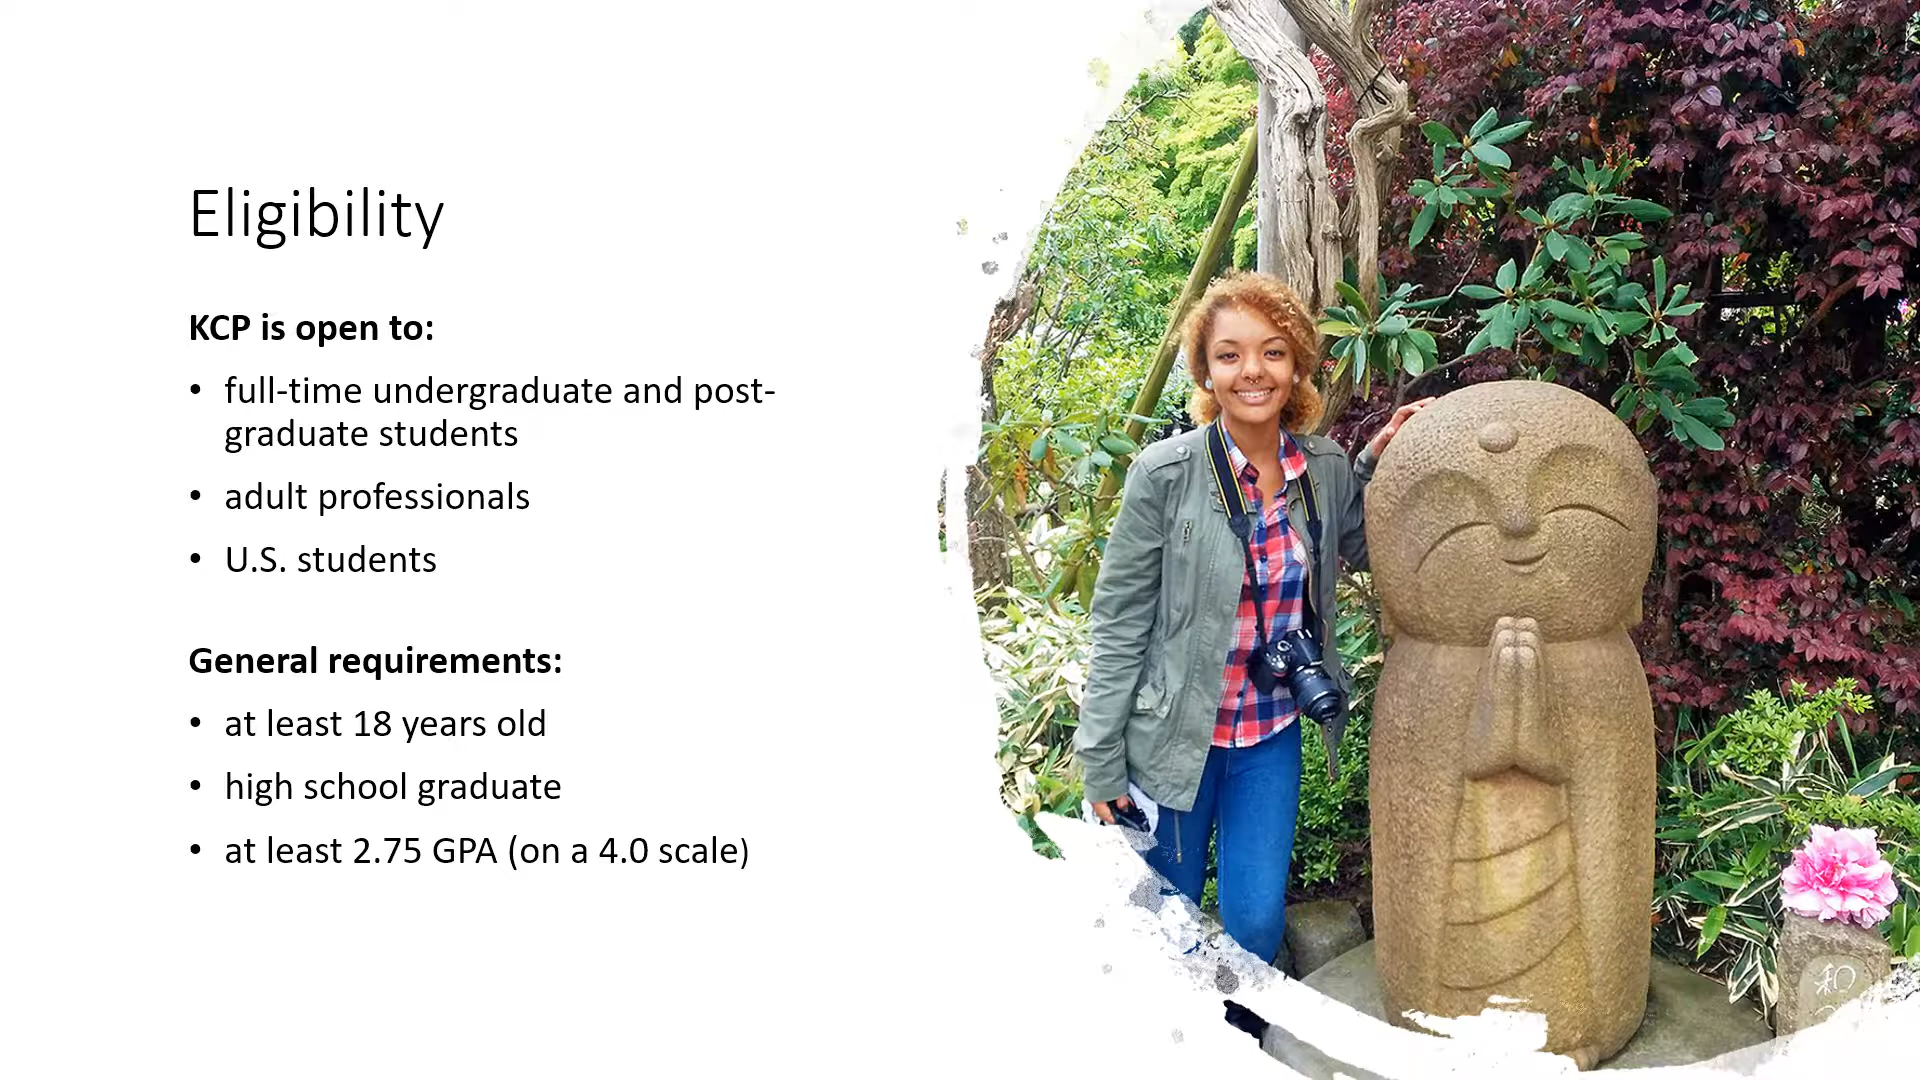 Eligibility
KCP is open to:
• full-time undergraduate and post-
graduate students
• adult professionals
• U.S. students
General requirements:
• at least 18 years old
• high school graduate
• at least 2.75 GPA (on a 4.0 scale)
和